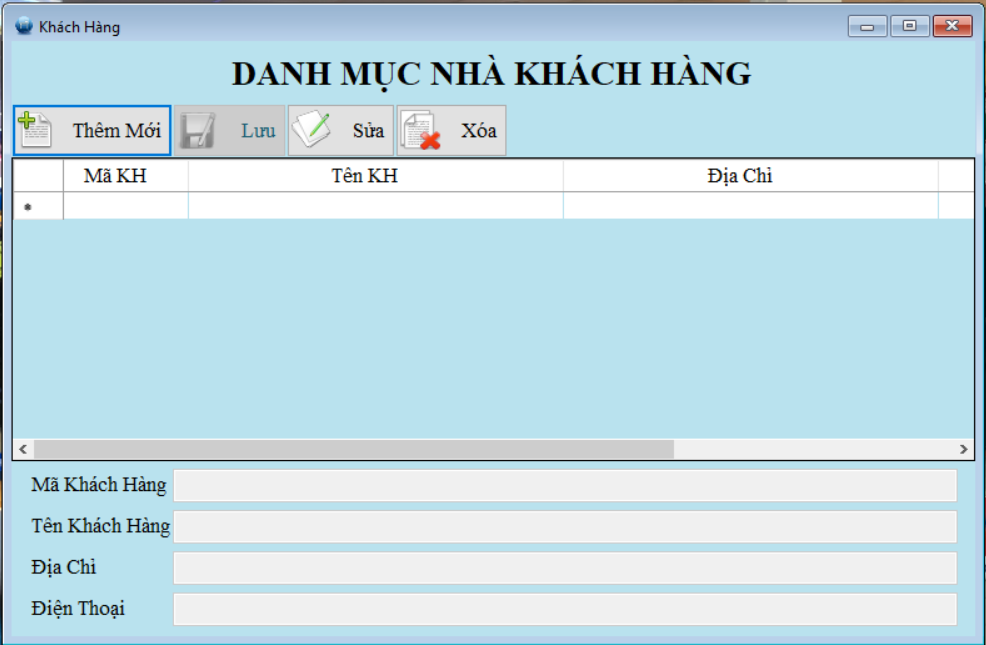 Khách Hàng
DANH MỤC NHÀ KHÁCH HÀNG
Thêm Mới Lưu Sửa Xóa
Mã KH Tên KH Địa Chỉ
*
Mã Khách Hàng
Tên Khách Hàng
Địa Chỉ
Điện Thoại